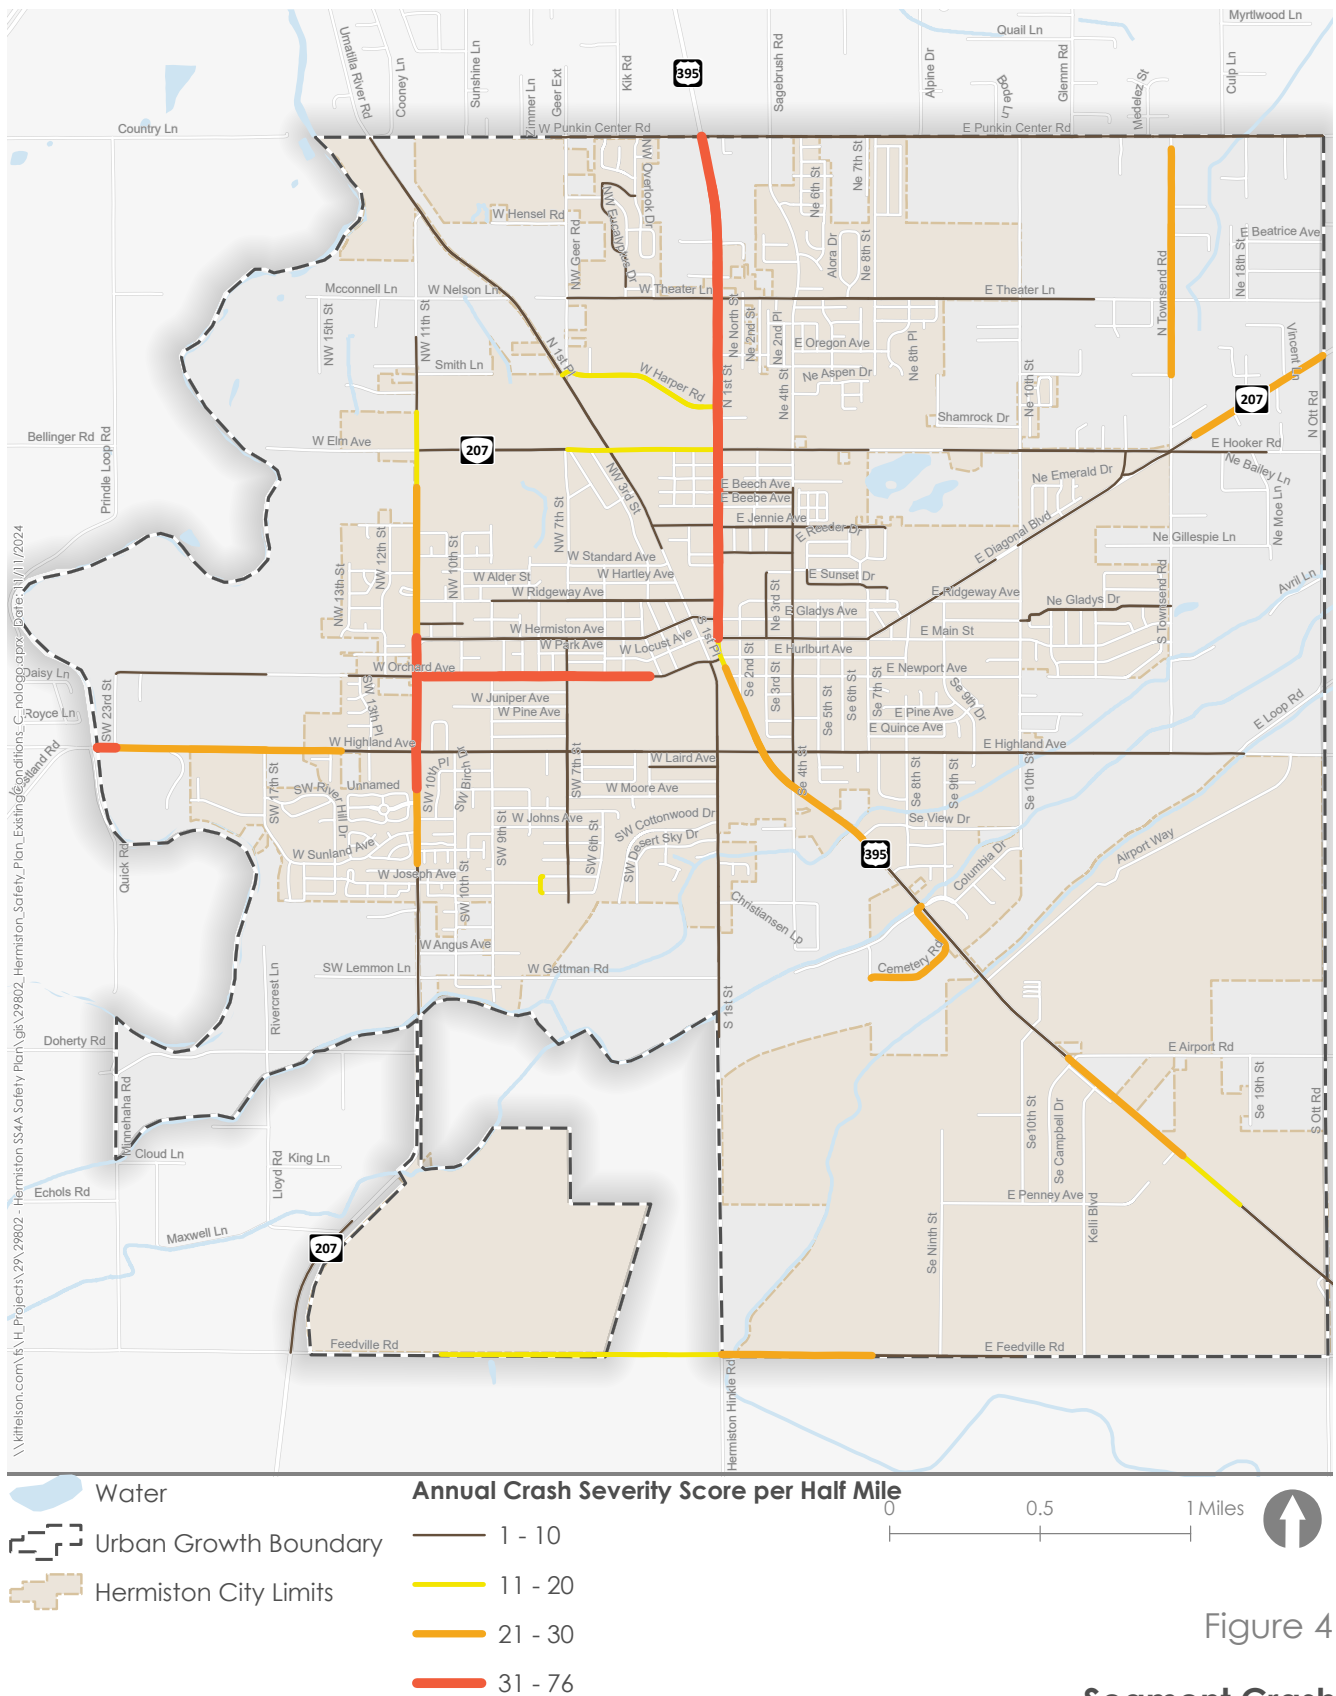 Myrtlwood Ln
Quail Ln
Umatilla River Rd
Cooney Ln
Sunshine Ln
Zimmer Ln
Geer Ext
Kik Rd
395
Sagebrush Rd
Alpine Dr
Bode Ln
Glemm Rd
Medelez St
Culp Ln
Country Ln
W Punkin Center Rd
E Punkin Center Rd
NW Overlook Dr
Ne 6th St
Ne 7th St
W Hensel Rd
NW Eucalyptus Dr
NW Geer Rd
Alora Dr
Ne 8th St
E Beatrice Ave
Ne 18th St
Mcconnell Ln
W Nelson Ln
W Theater Ln
E Theater Ln
N Townsend Rd
NW 15th St
NW 11th St
Ne North St
Ne 2nd St
Ne 2nd Pl
E Oregon Ave
Ne 8th Pl
Vincent Ln
Smith Ln
N 1st Pl
W Harper Rd
N 1st St
Ne 4th St
Ne Aspen Dr
Ne 10th St
207
N Ott Rd
Shamrock Dr
Bellinger Rd
Prindle Loop Rd
W Elm Ave
207
E Hooker Rd
Ne Bailey Ln
Ne Emerald Dr
NW 3rd St
E Beech Ave
E Beebe Ave
Ne Moe Ln
NW 7th St
E Jennie Ave
E Reeder Dr
E Diagonal Blvd
Ne Gillespie Ln
NW 12th St
NW 10th St
W Standard Ave
NW 13th St
W Alder St
W Hartley Ave
E Sunset Dr
Avril Ln
W Ridgeway Ave
E Ridgeway Ave
Ne 3rd St
E Gladys Ave
Ne Gladys Dr
S Townsend Rd
W Hermiston Ave
S 1st Pl
E Main St
W Park Ave
W Locust Ave
E Hurlburt Ave
Daisy Ln
W Orchard Ave
Se 2nd St
Se 3rd St
E Newport Ave
SW 23rd St
SW 13th Pl
W Juniper Ave
Se 5th St
Se 6th St
Se 7th St
Se 9th Dr
Royce Ln
W Pine Ave
E Pine Ave
E Quince Ave
E Loop Rd
W Highland Ave
E Highland Ave
SW 17th St
SW 10th Pl
SW 7th St
W Laird Ave
Se 4th St
Se 8th St
Se 9th St
Se 10th St
SW River Hill Dr
Unnamed
W Moore Ave
SW 9th St
W Johns Ave
SW 6th St
SW Cottonwood Dr
Se View Dr
SW Desert Sky Dr
395
Airport Way
W Sunland Ave
Quick Rd
W Joseph Ave
SW 10th St
Columbia Dr
Christiansen Lp
W Angus Ave
Cemetery Rd
SW Lemmon Ln
W Gettman Rd
Rivercrest Ln
S 1st St
Doherty Rd
E Airport Rd
Minnehaha Rd
Se10th St
Se Campbell Dr
Se 19th St
S Ott Rd
Cloud Ln
King Ln
Lloyd Rd
Echols Rd
E Penney Ave
Maxwell Ln
Se Ninth St
Kelli Blvd
207
Feedville Rd
E Feedville Rd
Hermiston Hinkle Rd
Water
Urban Growth Boundary
Hermiston City Limits
Annual Crash Severity Score per Half Mile
1 - 10
11 - 20
21 - 30
31 - 76
0 0.5 1 Miles
Figure 4